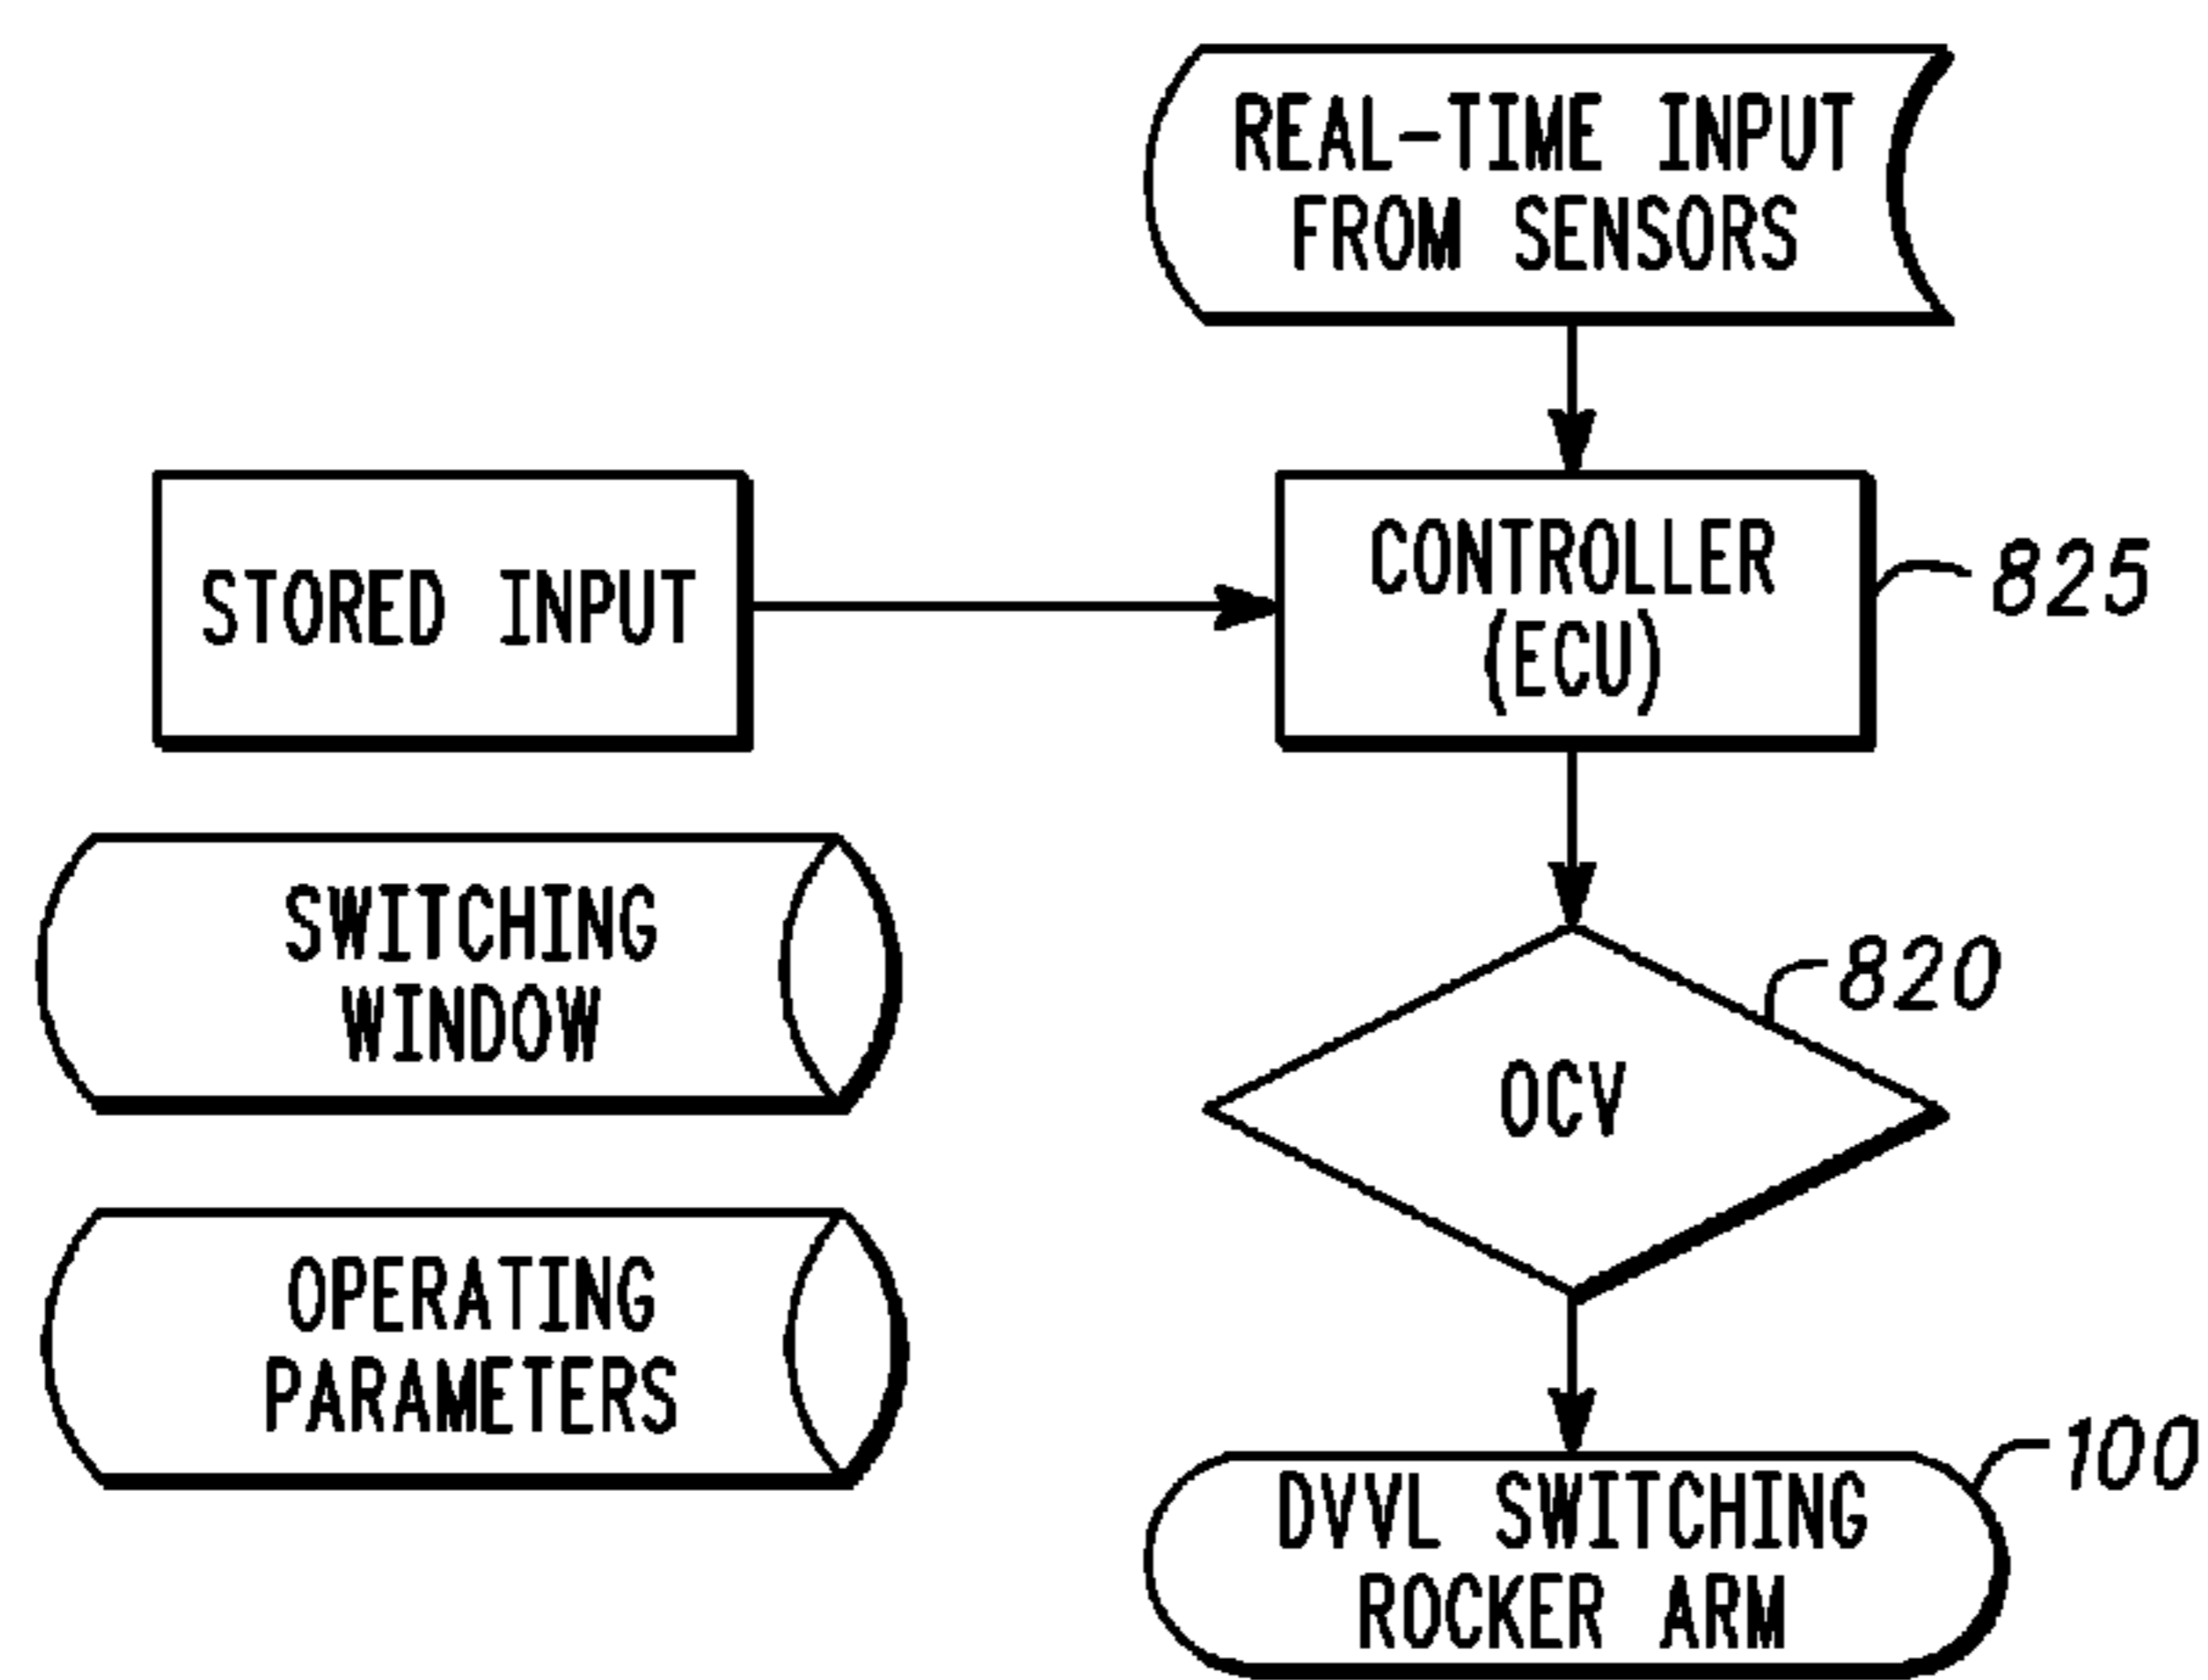 REAL-TIME INPUT
FROM SENSORS
STORED INPUT
CONTROLLER
(ECU)
825
SWITCHING
WINDOW
820
OCV
OPERATING
PARAMETERS
100
DVVL SWITCHING
ROCKER ARM